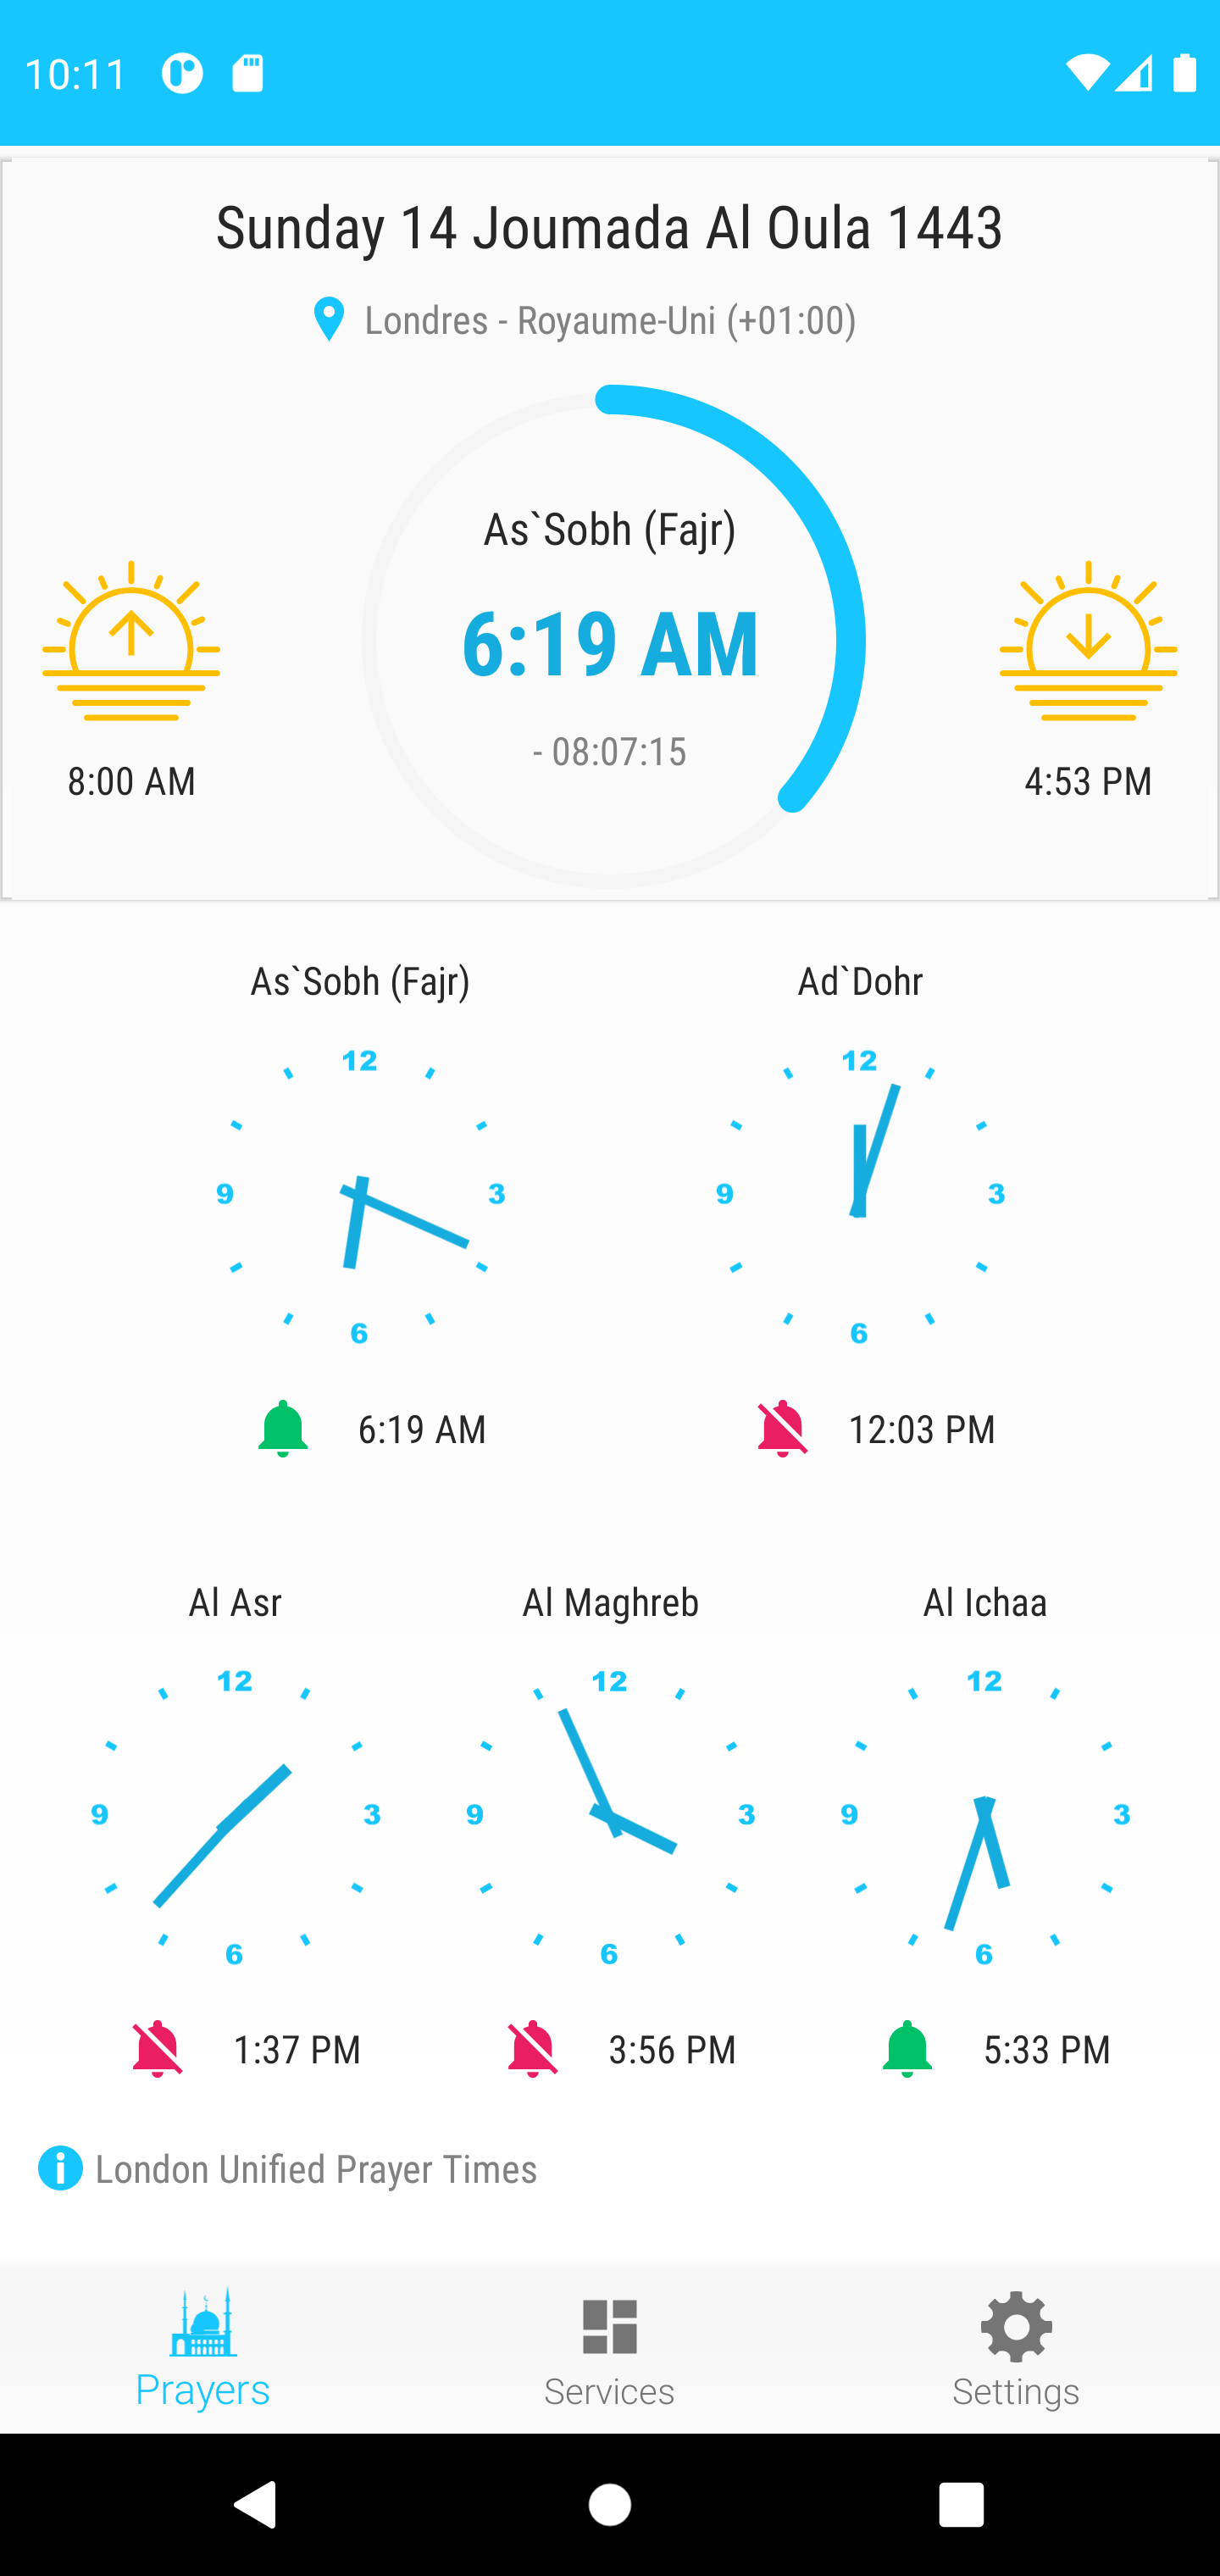 10:11
Sunday 14 Joumada Al Oula 1443
Londres - Royaume-Uni (+01:00)
As`Sobh (Fajr)
6:19 AM
- 08:07:15
8:00 AM
4:53 PM
As`Sobh (Fajr)
Ad`Dohr
12
12
9
3
9
3
6
6
6:19 AM
12:03 PM
Al Asr
Al Maghreb
Al Ichaa
12
12
12
9
3
9
3
9
3
6
6
6
1:37 PM
3:56 PM
5:33 PM
London Unified Prayer Times
Prayers
Services
Settings